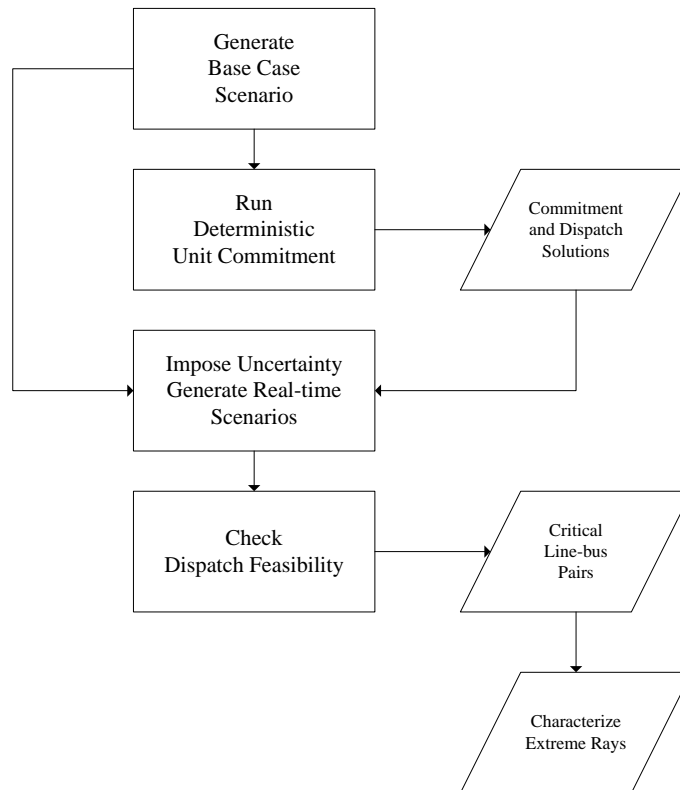 Generate
Base Case
Scenario
Run
Deterministic
Unit Commitment
Commitment
and Dispatch
Solutions
Impose Uncertainty
Generate Real-time
Scenarios
Check
Dispatch Feasibility
Critical
Line-bus
Pairs
Characterize
Extreme Rays